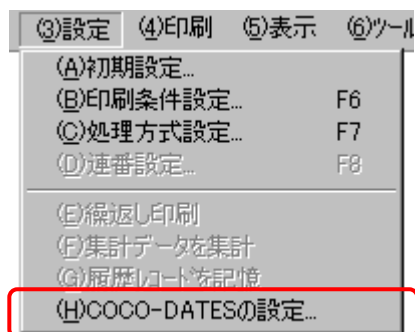 (3)設定 (4)印刷 (5)表示 (6)ツール
(A)初期設定...
(B)印刷条件設定... F6
(C)処理方式設定... F7
(D)連番設定... F8
(E)繰返し印刷
(F)集計データを集計
(G)履歴レコードを記憶
(H)COCO-DATESの設定...